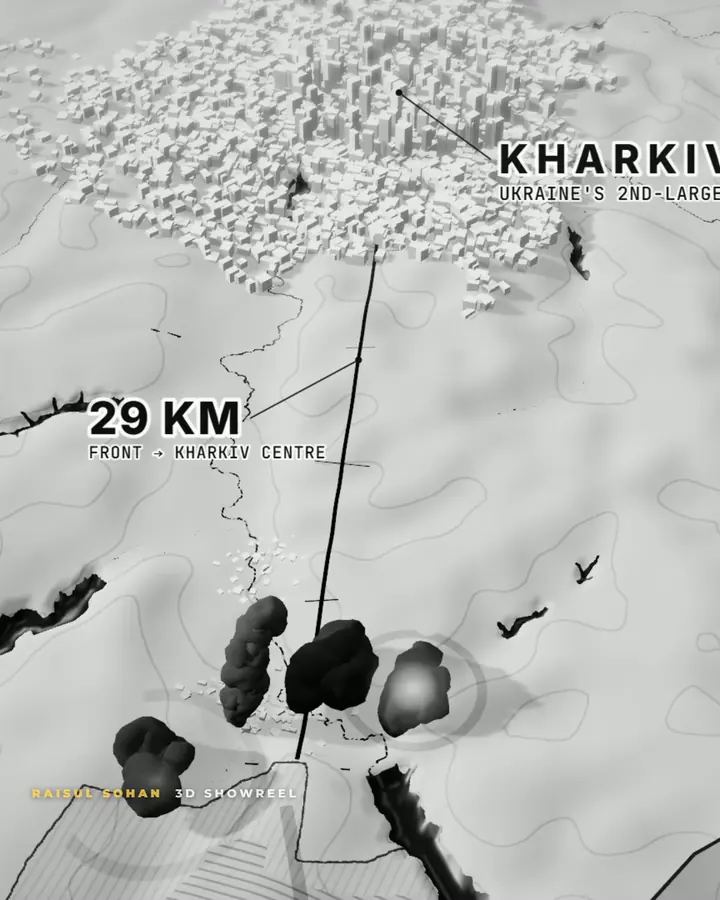 KHARKIV
UKRAINE'S 2ND-LARGE
29 KM
FRONT → KHARKIV CENTRE
RAISUL SOHAN 3D SHOWREEL